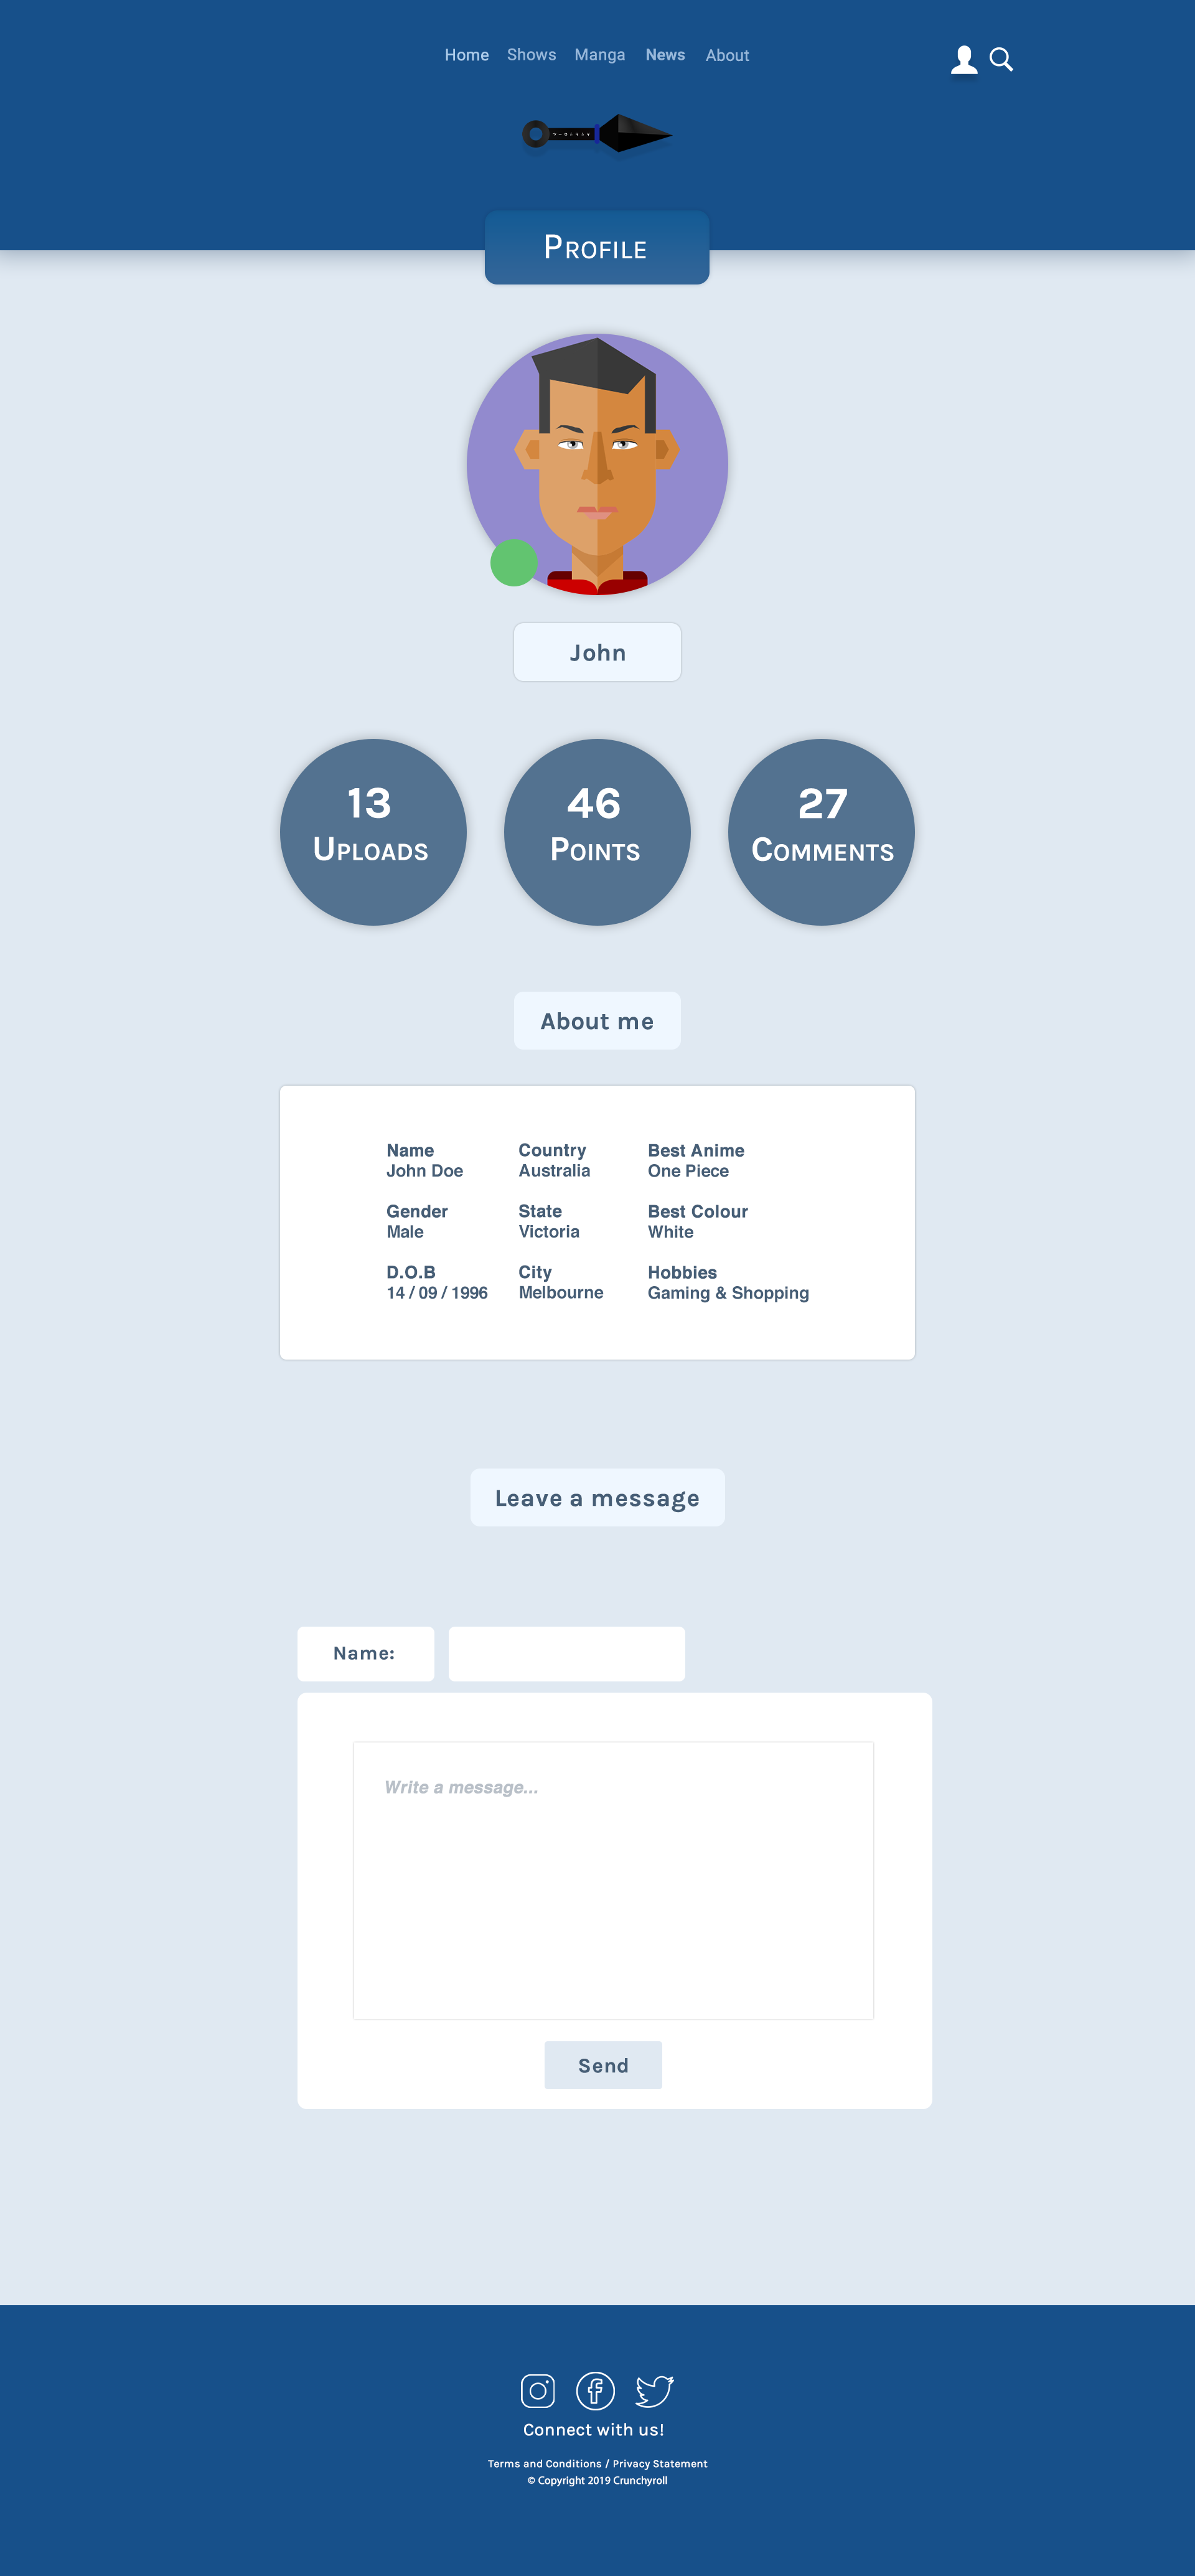 Home Shows Manga News About
Profile
John
13 46 27
Uploads Points Comments
About me
Name Country Best Anime
John Doe Australia One Piece
Gender State Best Colour
Male Victoria White
D.O.B City Hobbies
14 / 09 / 1996 Melbourne Gaming & Shopping
Leave a message
Name:
Write a message...
Send
Connect with us!
Terms and Conditions / Privacy Statement
© Copyright 2019 Crunchyroll